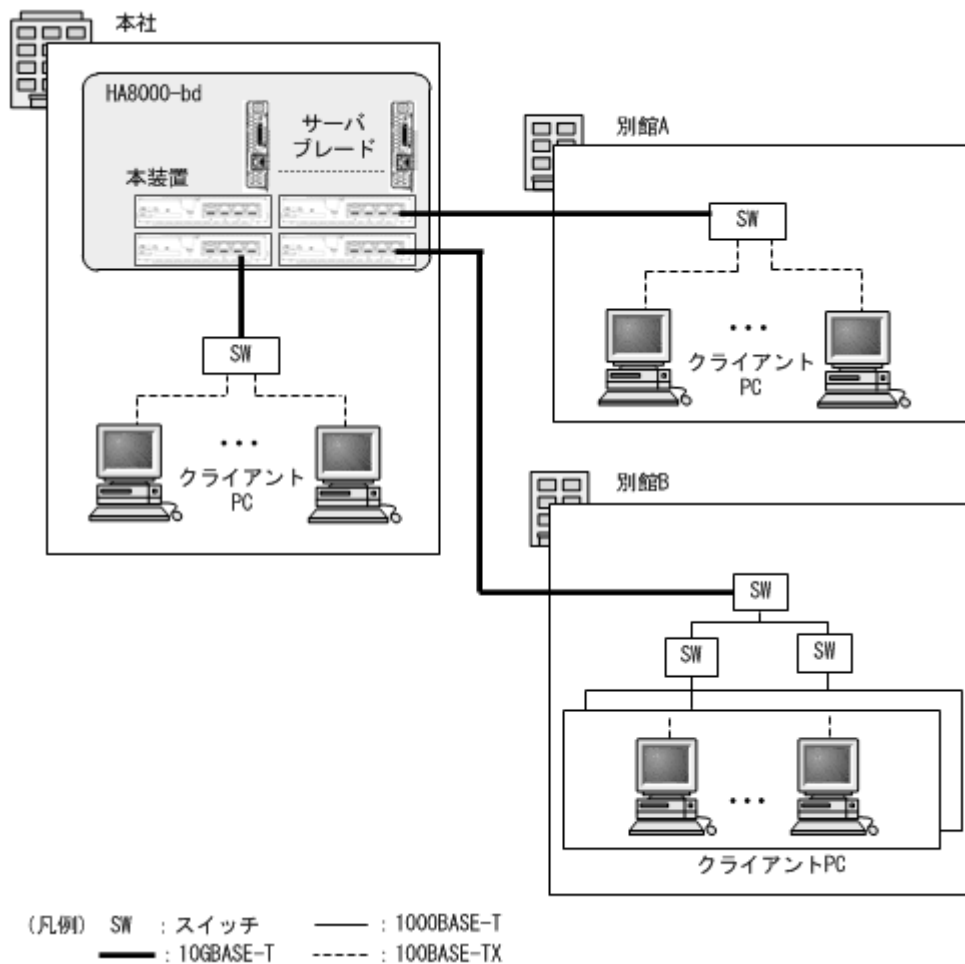 本社
HA8000-bd
サーバ
ブレード
本装置
SW
・・・
クライアント
PC
別館A
SW
・・・
クライアント
PC
別館B
SW
SW
SW
・・・
クライアントPC
(凡例) SW : スイッチ : 1000BASE-T
: 10GBASE-T : 100BASE-TX